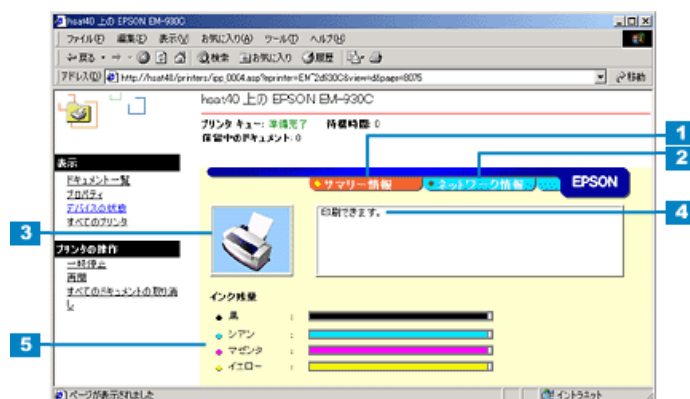 hsat40 上の EPSON EM-930C
ファイル(F) 編集(E) 表示(V) お気に入り(A) ツール(T) ヘルプ(H)
戻る 検索 お気に入り 履歴
アドレス(D) 移動
hsat40 上の EPSON EM-930C
プリンタ キュー: 準備完了 待機時間: 0
保留中のドキュメント: 0
1
2
表示
ドキュメント一覧
プロパティ
デバイスの状態
すべてのプリンタ
サマリー情報 ネットワーク情報 EPSON
印刷できます。
4
3
プリンタの操作
一時停止
再開
すべてのドキュメントの取り消
し
インク残量
黒 :
シアン :
5
マゼンタ :
イエロー :
ページが表示されました イントラネット